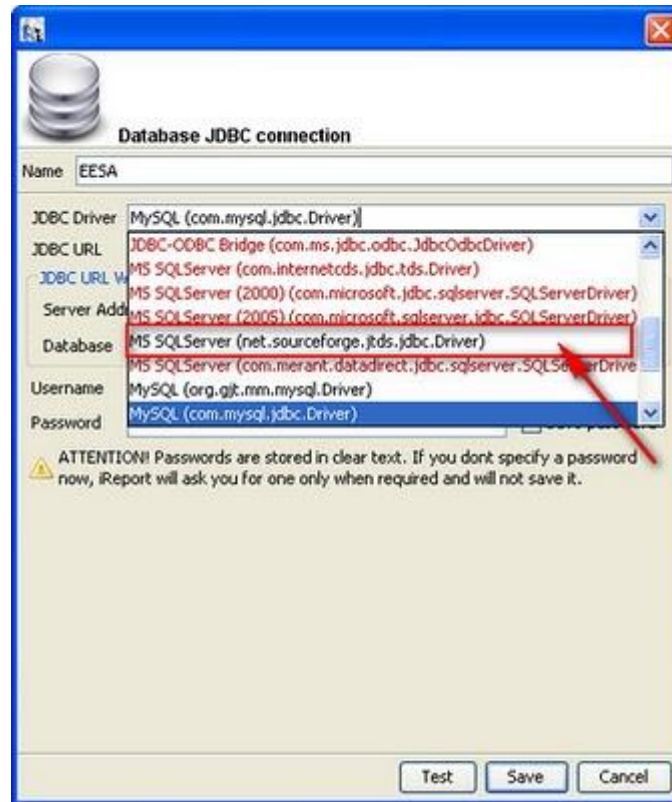 Database JDBC connection
Name EESA
JDBC Driver MySQL (com.mysql.jdbc.Driver)
JDBC URL
JDBC-ODBC Bridge (com.ms.jdbc.odbc.JdbcOdbcDriver)
MS SQLServer (com.internetcds.jdbc.tds.Driver)
JDBC URL
MS SQLServer (2000) (com.microsoft.jdbc.sqlserver.SQLServerDriver)
Server Add
MS SQLServer (2005) (com.microsoft.sqlserver.jdbc.SQLServerDriver)
Database
MS SQLServer (net.sourceforge.jtds.jdbc.Driver)
MS SQLServer (com.merant.datadirect.jdbc.sqlserver.SQLServerDrive
Username
MySQL (org.gjt.mm.mysql.Driver)
Password
MySQL (com.mysql.jdbc.Driver)
ATTENTION! Passwords are stored in clear text. If you dont specify a password
now, iReport will ask you for one only when required and will not save it.
Test Save Cancel